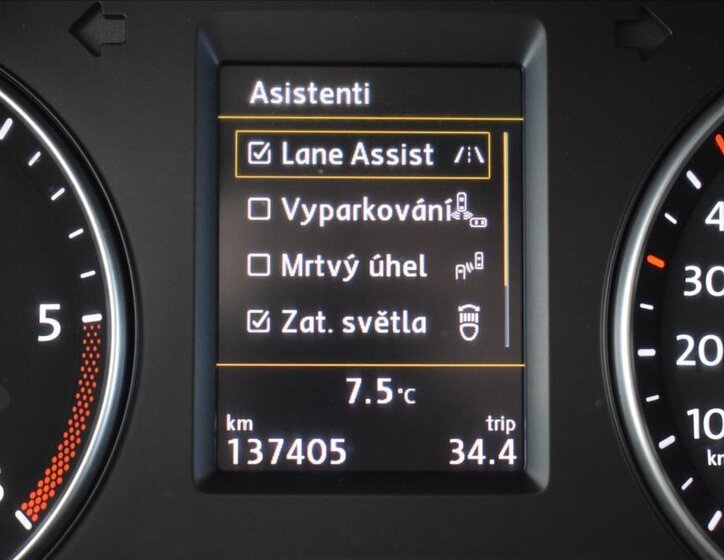 Asistenti
Lane Assist
Vyparkování
Mrtvý úhel
Zat. světla
7.5 °C
km trip
137405 34.4
5
30
20
10